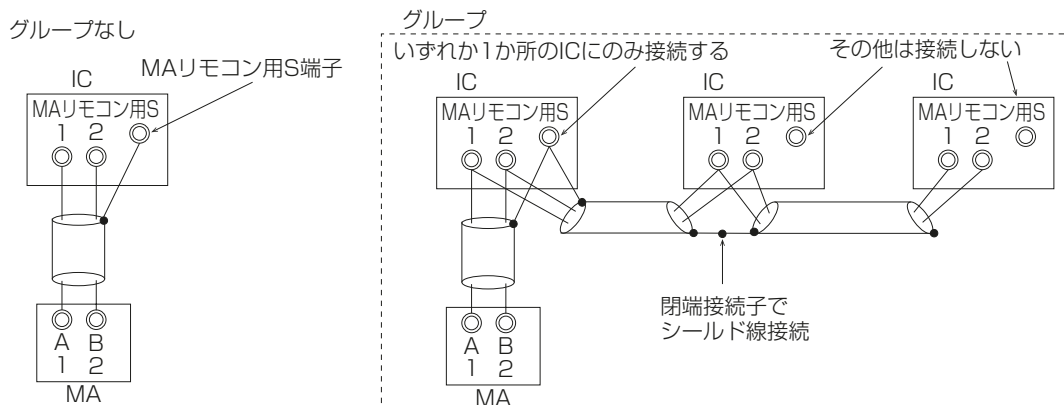 グループなし
MAリモコン用S端子
IC
MAリモコン用S
1 2
A B
1 2
MA
グループ
いずれか1か所のICにのみ接続する
その他は接続しない
IC
MAリモコン用S
1 2
IC
MAリモコン用S
1 2
IC
MAリモコン用S
1 2
閉端接続子で
シールド線接続
A B
1 2
MA